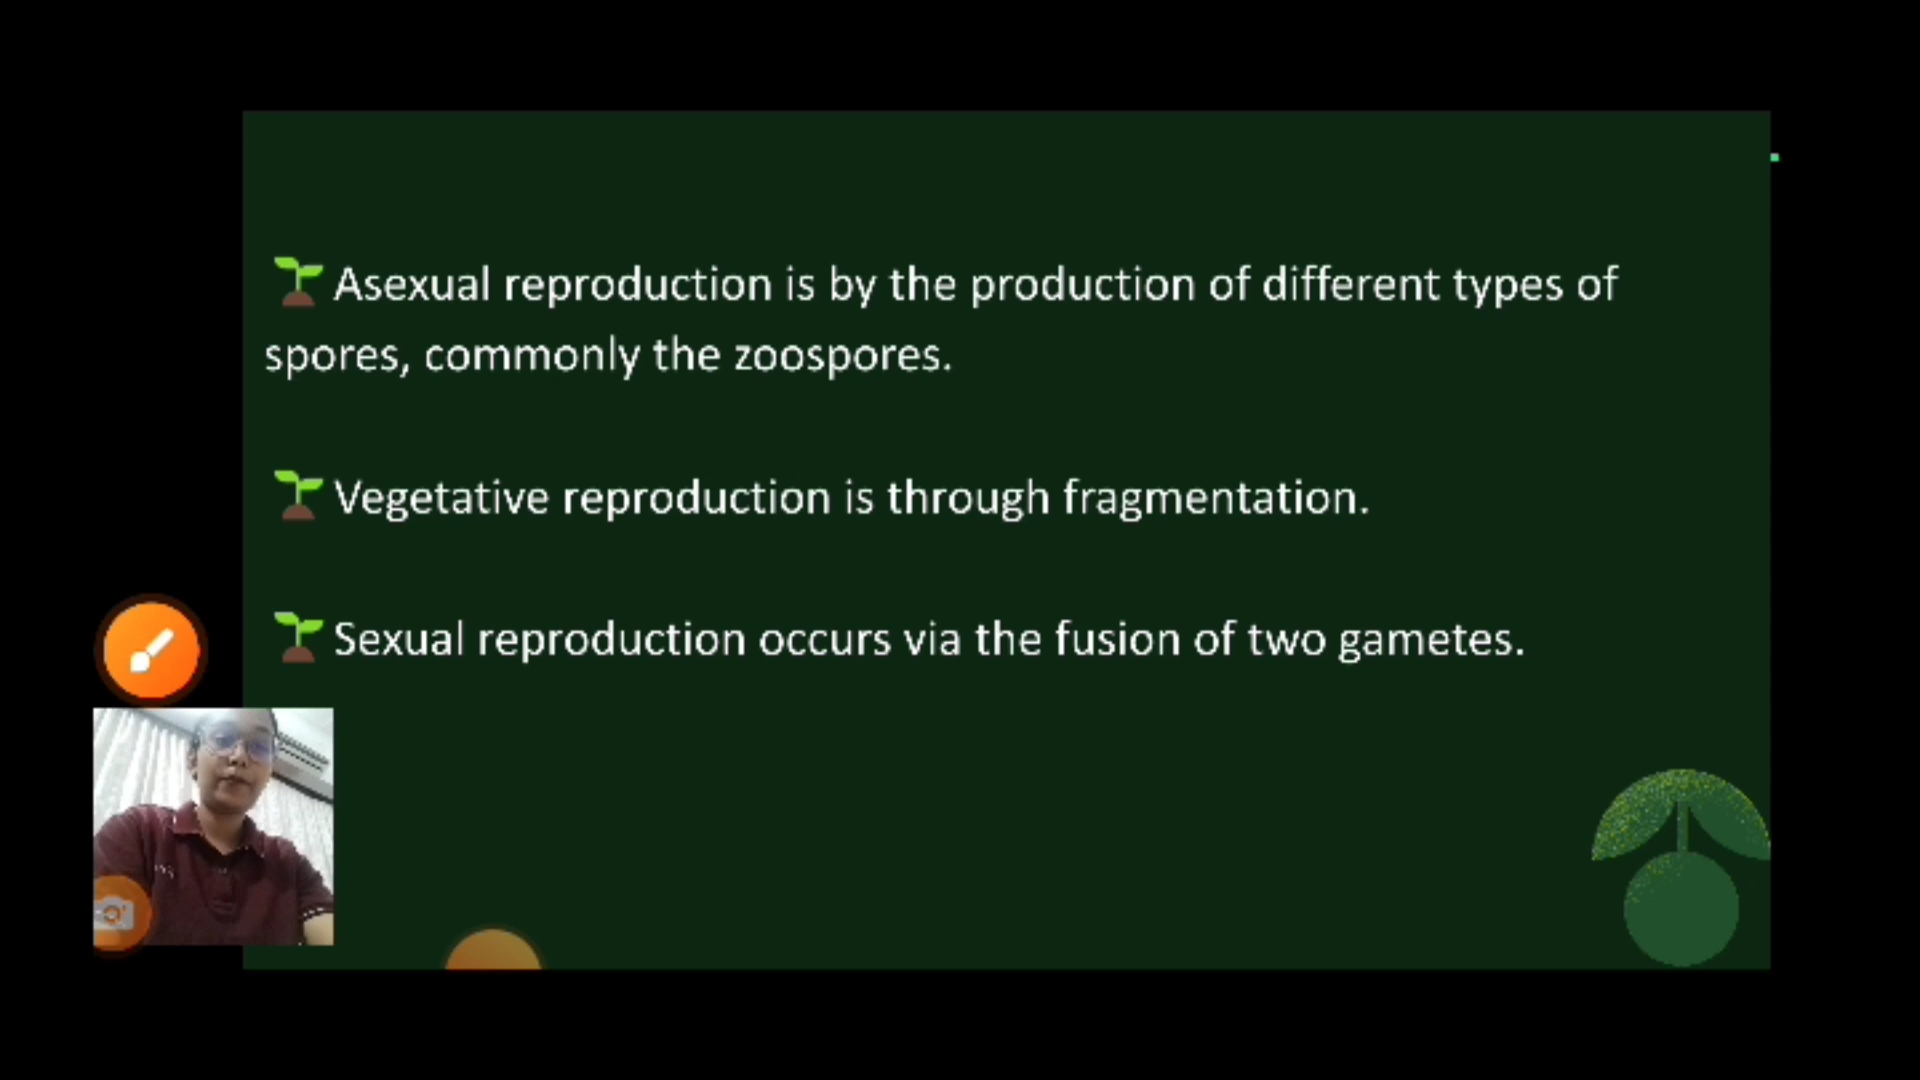 Asexual reproduction is by the production of different types of
spores, commonly the zoospores.
Vegetative reproduction is through fragmentation.
Sexual reproduction occurs via the fusion of two gametes.